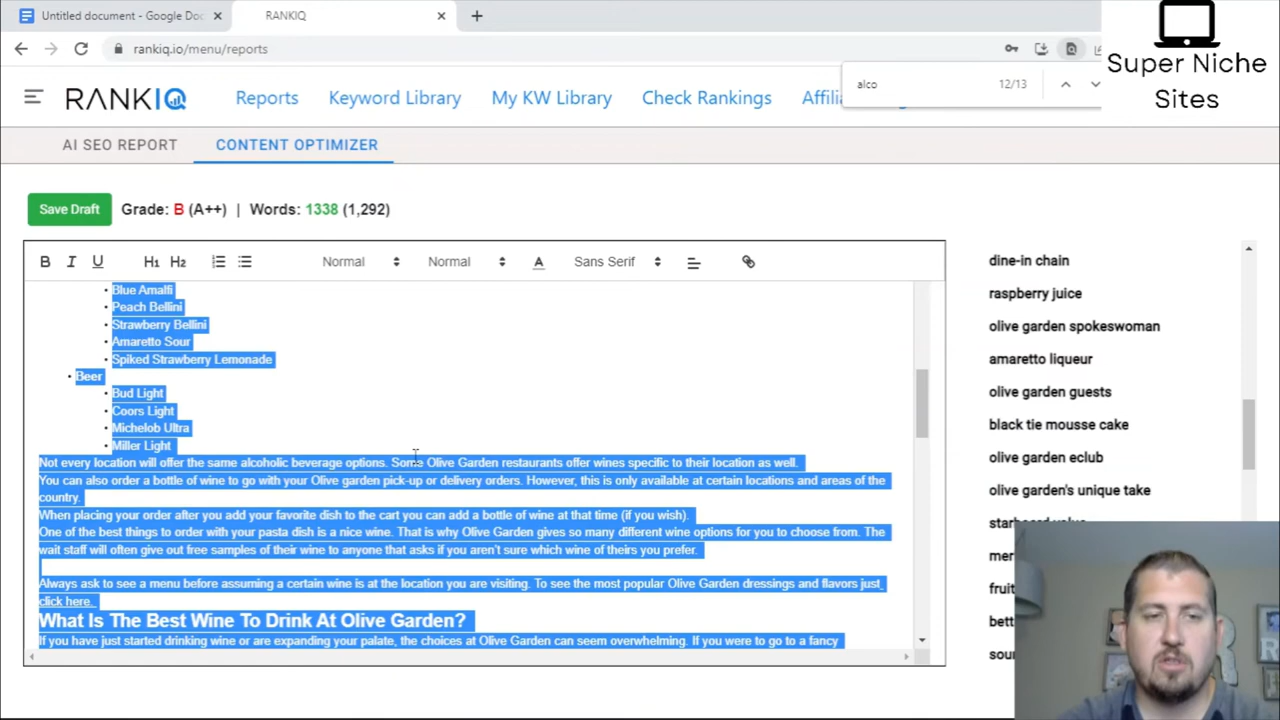 Untitled document - Google Doc
RANKIQ
rankiq.io/menu/reports
Super Niche
Sites
alco
12/13
RANKIQ
Reports
Keyword Library
My KW Library
Check Rankings
AI SEO REPORT
CONTENT OPTIMIZER
Save Draft
Grade: B (A++) | Words: 1338 (1,292)
B I U H1 H2
Normal
Normal
A
Sans Serif
• Blue Amalfi
• Peach Bellini
• Strawberry Bellini
• Amaretto Sour
• Spiked Strawberry Lemonade
• Beer
• Bud Light
• Coors Light
• Michelob Ultra
• Miller Light
Not every location will offer the same alcoholic beverage options. Some Olive Garden restaurants offer wines specific to their location as well.
You can also order a bottle of wine to go with your Olive garden pick-up or delivery orders. However, this is only available at certain locations and areas of the
country.
When placing your order after you add your favorite dish to the cart you can add a bottle of wine at that time (if you wish).
One of the best things to order with your pasta dish is a nice wine. That is why Olive Garden gives so many different wine options for you to choose from. The
wait staff will often give out free samples of their wine to anyone that asks if you aren't sure which wine of theirs you prefer.
Always ask to see a menu before assuming a certain wine is at the location you are visiting. To see the most popular Olive Garden dressings and flavors just
click here.
What Is The Best Wine To Drink At Olive Garden?
If you have just started drinking wine or are expanding your palate, the choices at Olive Garden can seem overwhelming. If you were to go to a fancy
dine-in chain
raspberry juice
olive garden spokeswoman
amaretto liqueur
olive garden guests
black tie mousse cake
olive garden eclub
olive garden's unique take